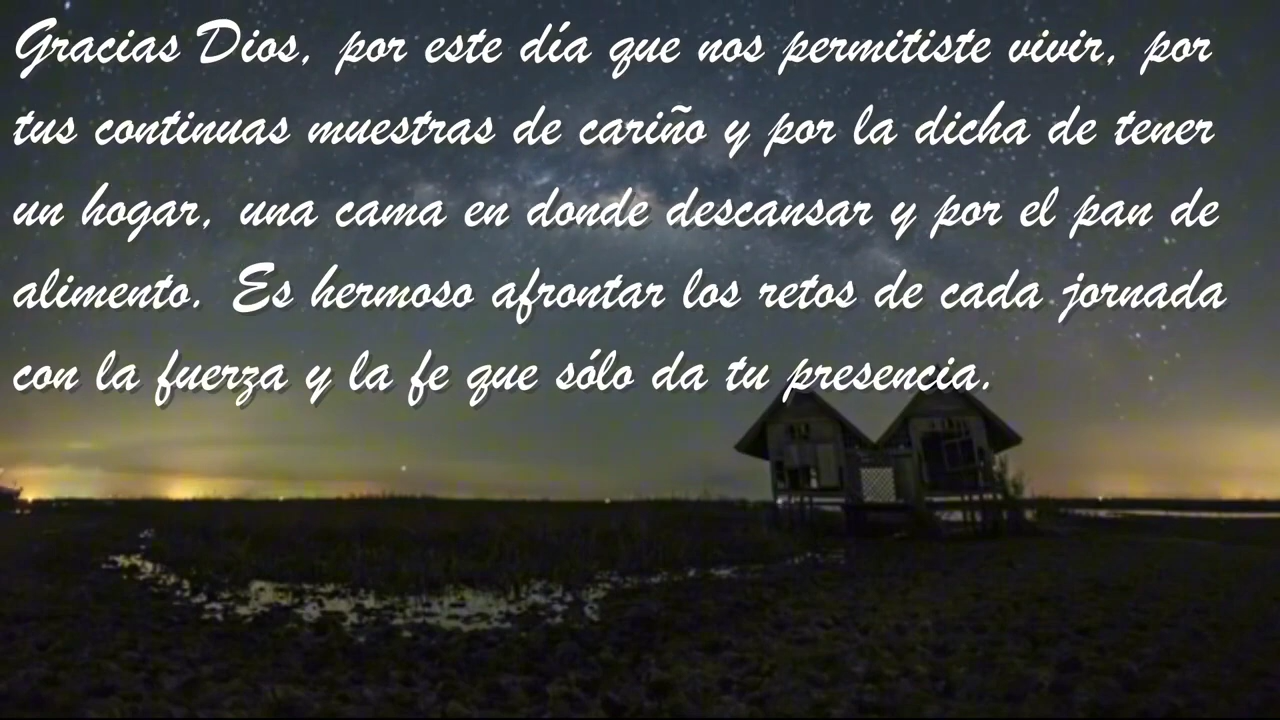 Gracias Dios, por este día que nos permitiste vivir, por
tus continuas muestras de cariño y por la dicha de tener
un hogar, una cama en donde descansar y por el pan de
alimento. Es hermoso afrontar los retos de cada jornada
con la fuerza y la fe que sólo da tu presencia.